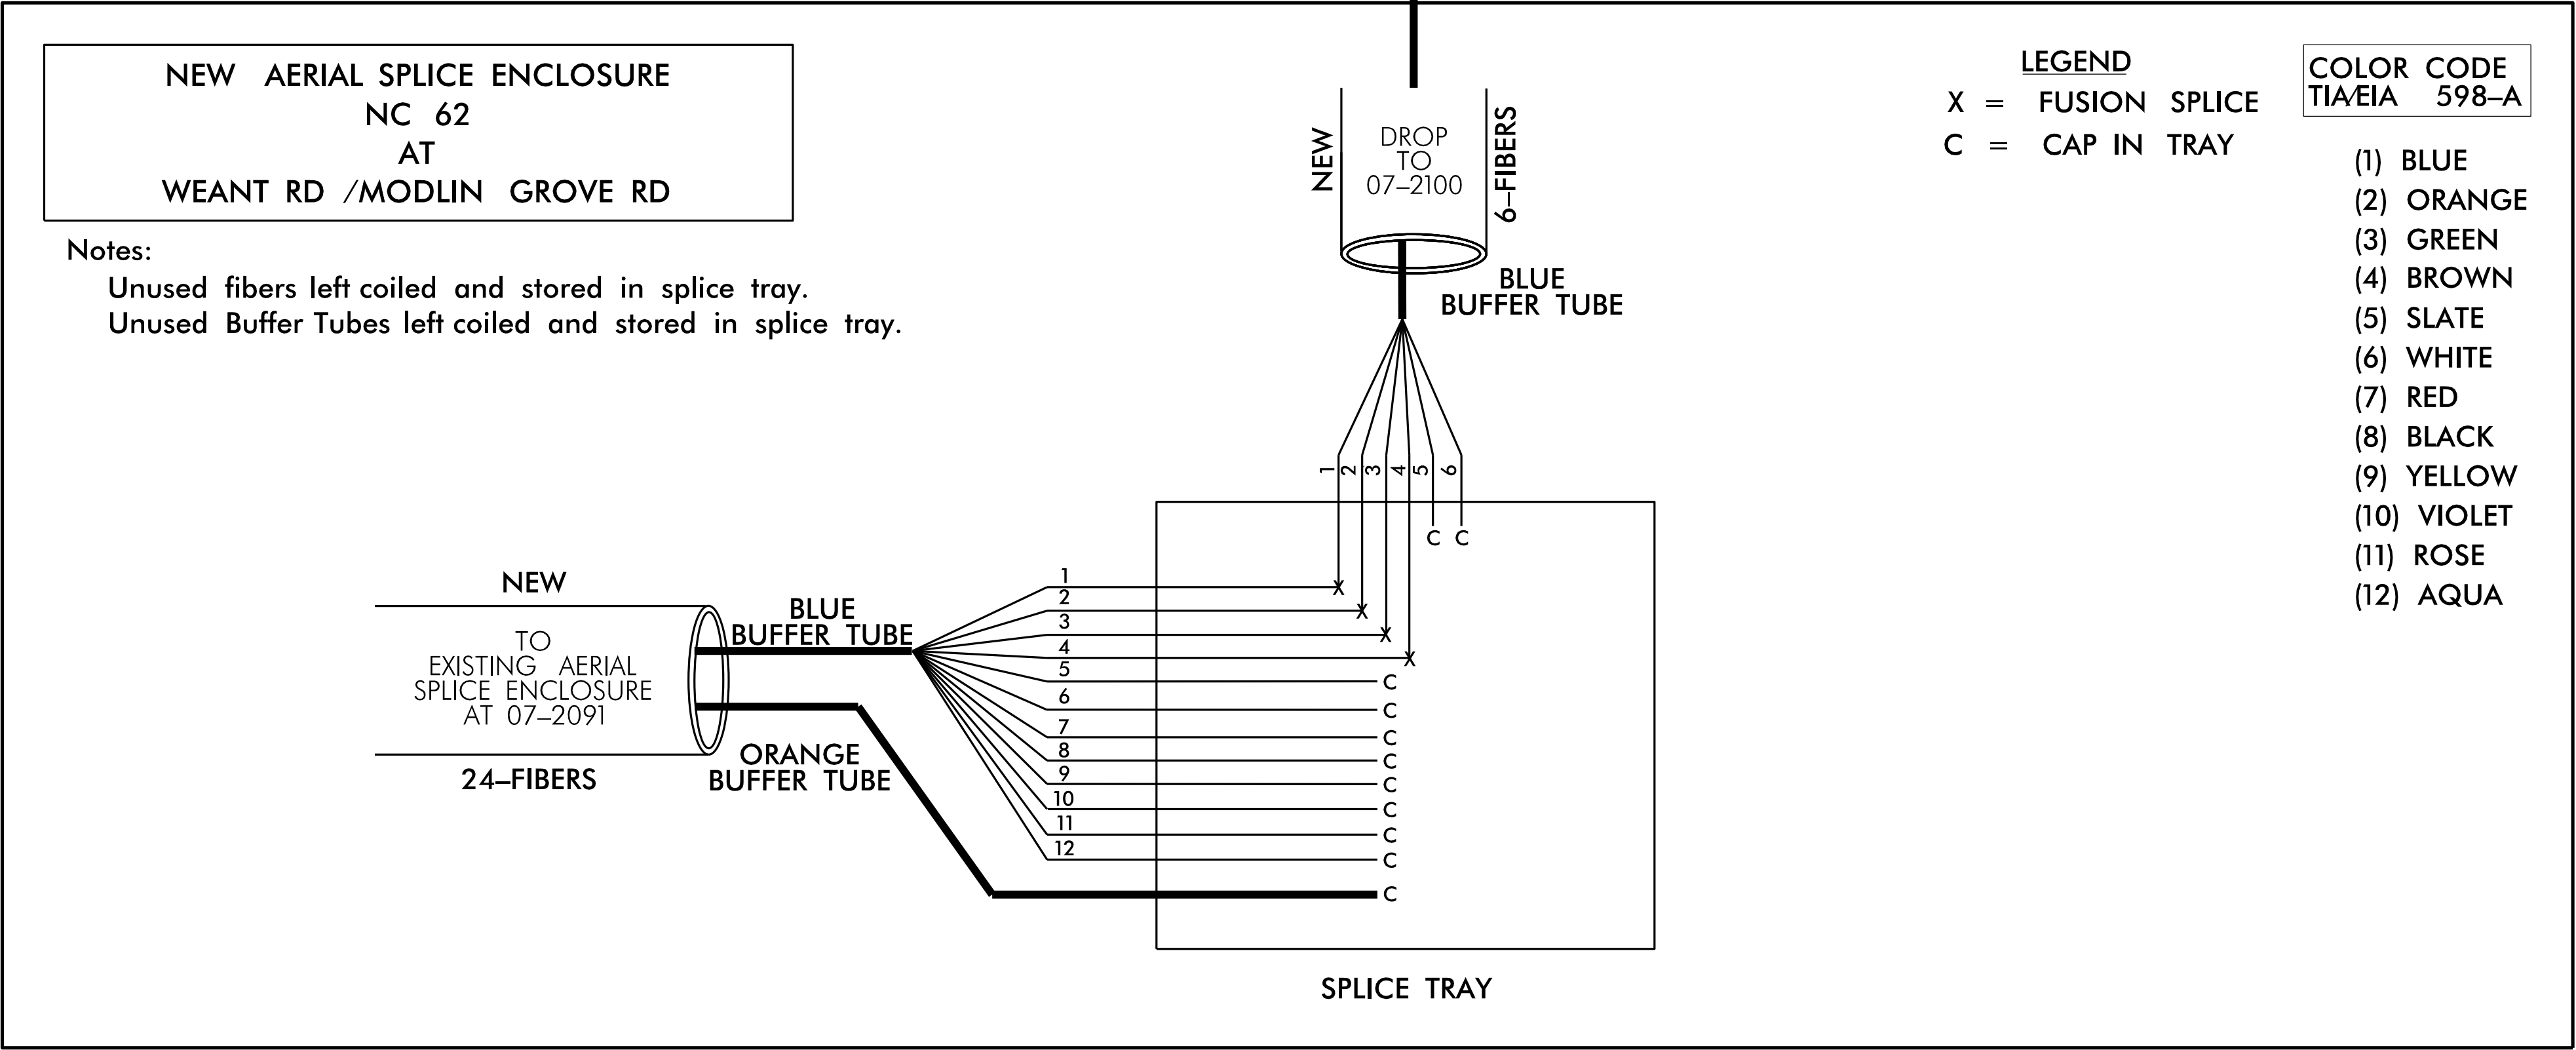 NEW AERIAL SPLICE ENCLOSURE
NC 62
AT
WEANT RD /MODLIN GROVE RD
Notes:
Unused fibers left coiled and stored in splice tray.
Unused Buffer Tubes left coiled and stored in splice tray.
NEW
DROP
TO
07-2100
6-FIBERS
BLUE
BUFFER TUBE
1
2
3
4
5
6
C C
LEGEND
X = FUSION SPLICE
C = CAP IN TRAY
COLOR CODE
TIA/EIA 598-A
(1) BLUE
(2) ORANGE
(3) GREEN
(4) BROWN
(5) SLATE
(6) WHITE
(7) RED
(8) BLACK
(9) YELLOW
(10) VIOLET
(11) ROSE
(12) AQUA
NEW
TO
EXISTING AERIAL
SPLICE ENCLOSURE
AT 07-2091
24-FIBERS
BLUE
BUFFER TUBE
ORANGE
BUFFER TUBE
1 X
2 X
3 X
4 X
5 C
6 C
7 C
8 C
9 C
10 C
11 C
12 C
C
SPLICE TRAY